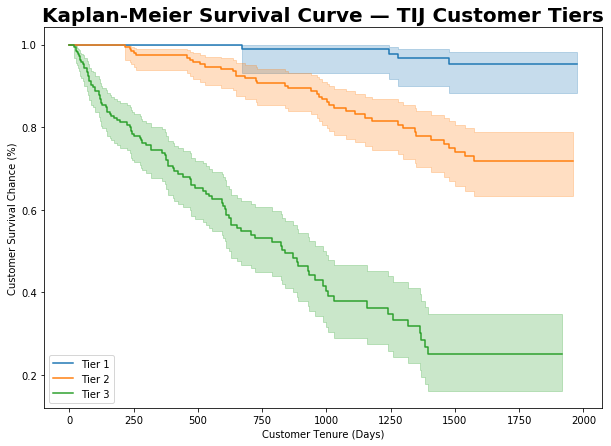 Kaplan-Meier Survival Curve — TIJ Customer Tiers
Customer Survival Chance (%)
1.0
0.8
0.6
0.4
0.2
Tier 1
Tier 2
Tier 3
0 250 500 750 1000 1250 1500 1750 2000
Customer Tenure (Days)